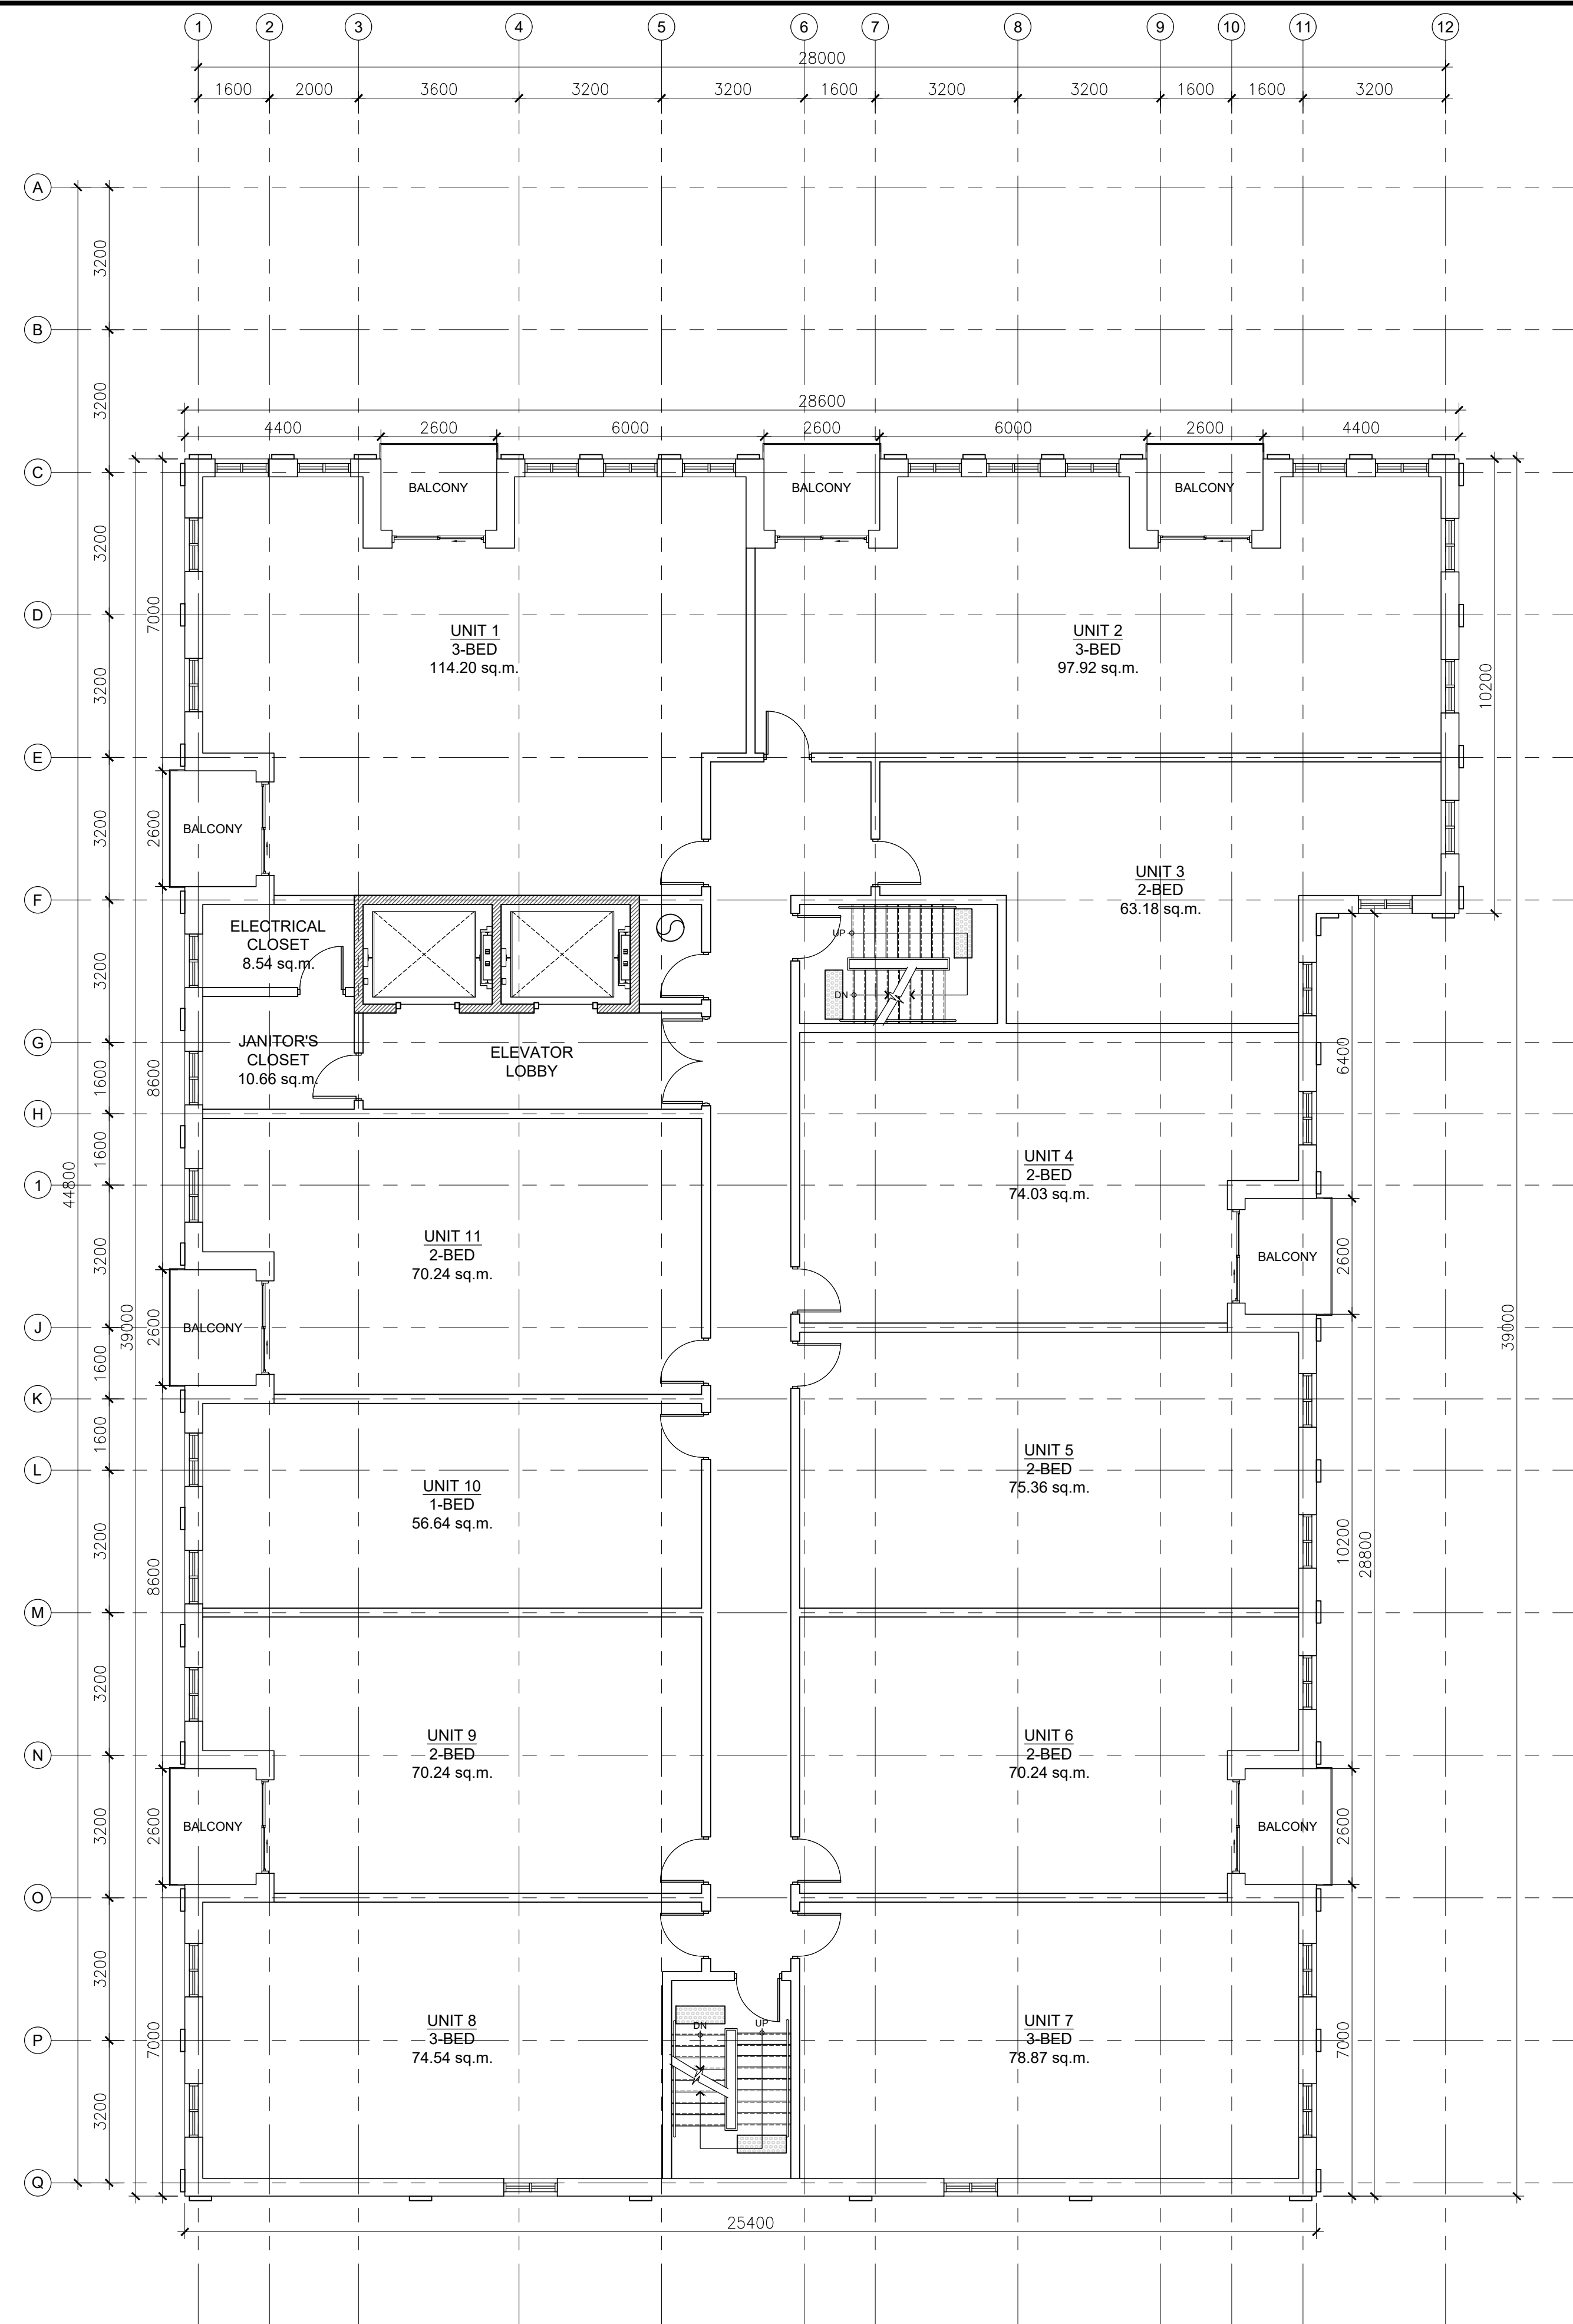 1 2 3 4 5 6 7 8 9 10 11 12
28000
1600 2000 3600 3200 3200 1600 3200 3200 1600 1600 3200
A
3200
B
3200
28600
4400 2600 6000 2600 6000 2600 4400
C
BALCONY BALCONY BALCONY
3200
7000
D
UNIT 1
3-BED
114.20 sq.m.
UNIT 2
3-BED
97.92 sq.m.
3200
10200
E
3200
2600
BALCONY
UNIT 3
2-BED
63.18 sq.m.
F
ELECTRICAL
CLOSET
8.54 sq.m.
UP
DN
3200
G
JANITOR'S
CLOSET
10.66 sq.m.
ELEVATOR
LOBBY
1600
8600
6400
H
1600
44800
1
UNIT 4
2-BED
74.03 sq.m.
UNIT 11
2-BED
70.24 sq.m.
3200
BALCONY
2600
39000
J
BALCONY
2600
39000
1600
K
1600
L
UNIT 5
2-BED
75.36 sq.m.
UNIT 10
1-BED
56.64 sq.m.
3200
8600
10200
28800
M
3200
N
UNIT 9
2-BED
70.24 sq.m.
UNIT 6
2-BED
70.24 sq.m.
3200
2600
BALCONY
BALCONY
2600
O
3200
P
7000
UNIT 8
3-BED
74.54 sq.m.
DN
UP
UNIT 7
3-BED
78.87 sq.m.
7000
3200
Q
25400